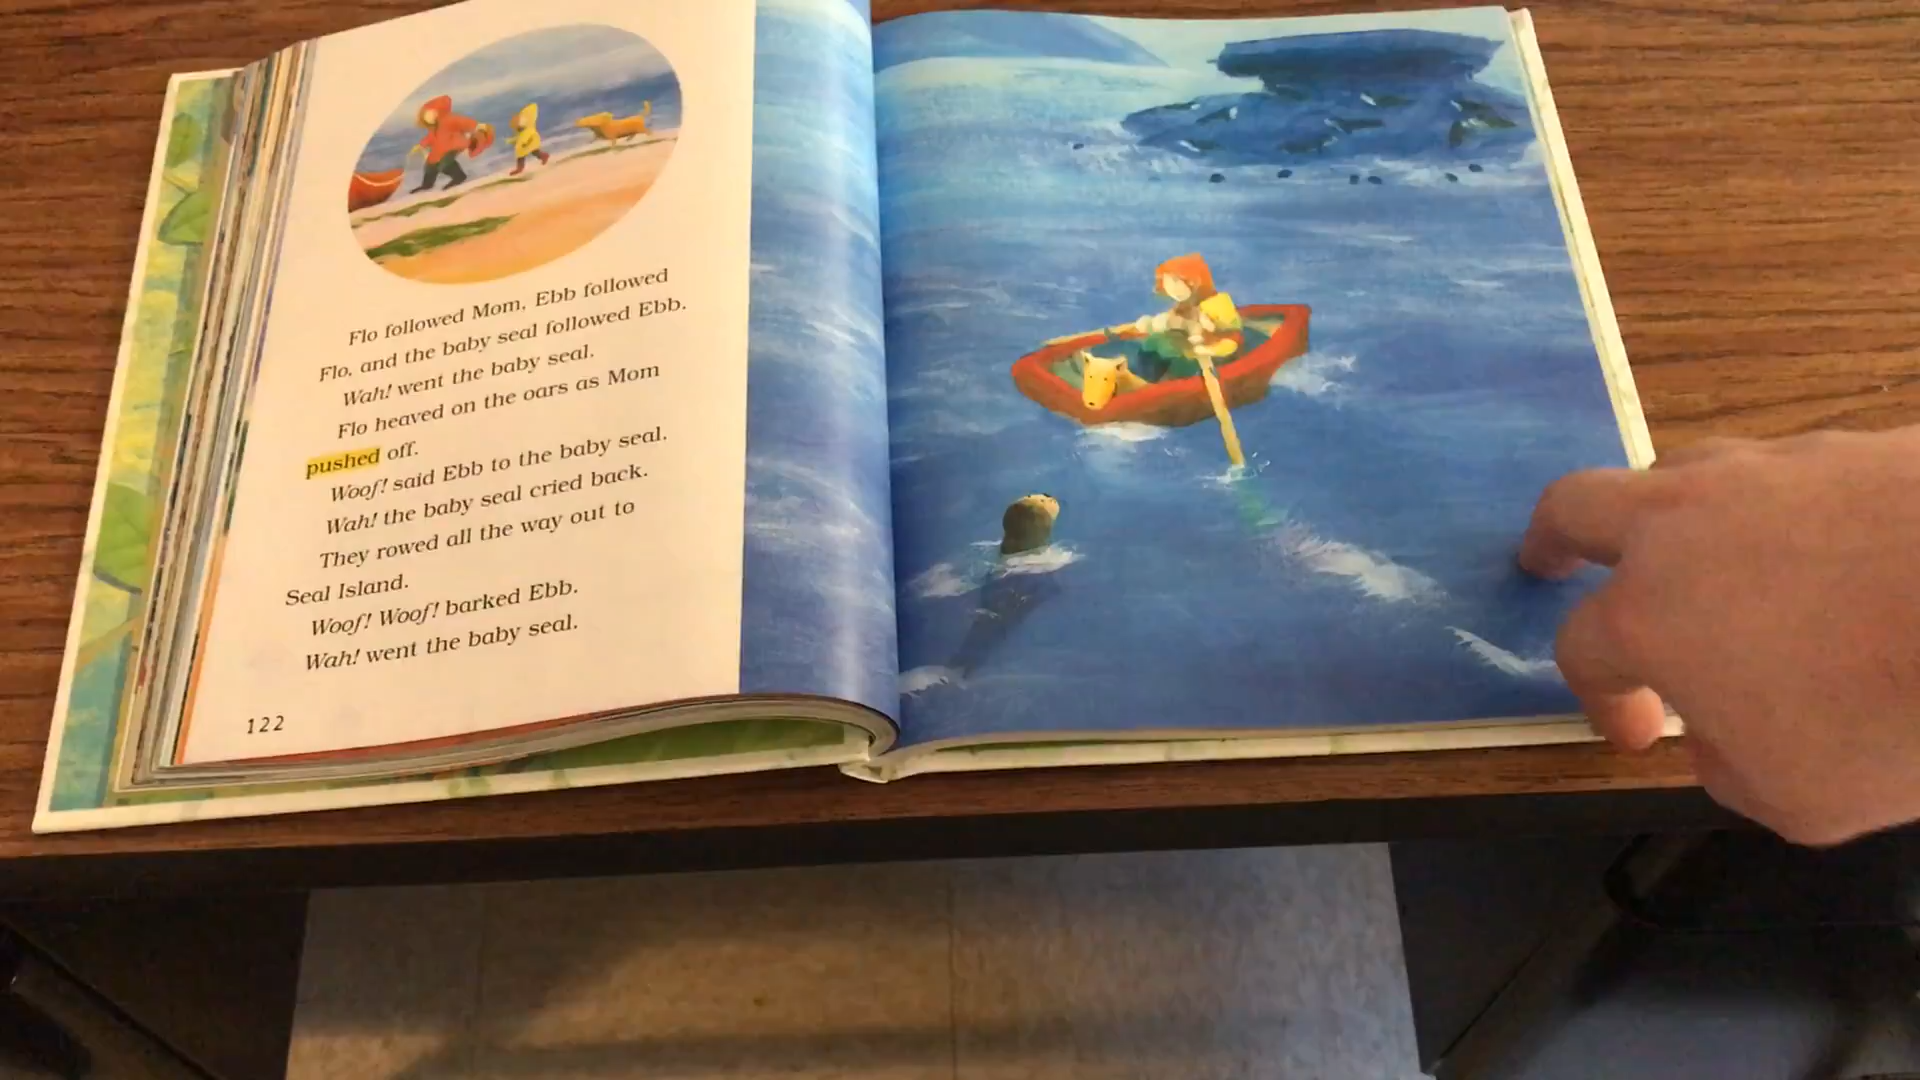 Flo followed Mom, Ebb followed
Flo, and the baby seal followed Ebb.
Wah! went the baby seal.
Flo heaved on the oars as Mom
pushed off.
Woof! said Ebb to the baby seal.
Wah! the baby seal cried back.
They rowed all the way out to
Seal Island.
Woof! Woof! barked Ebb.
Wah! went the baby seal.
122